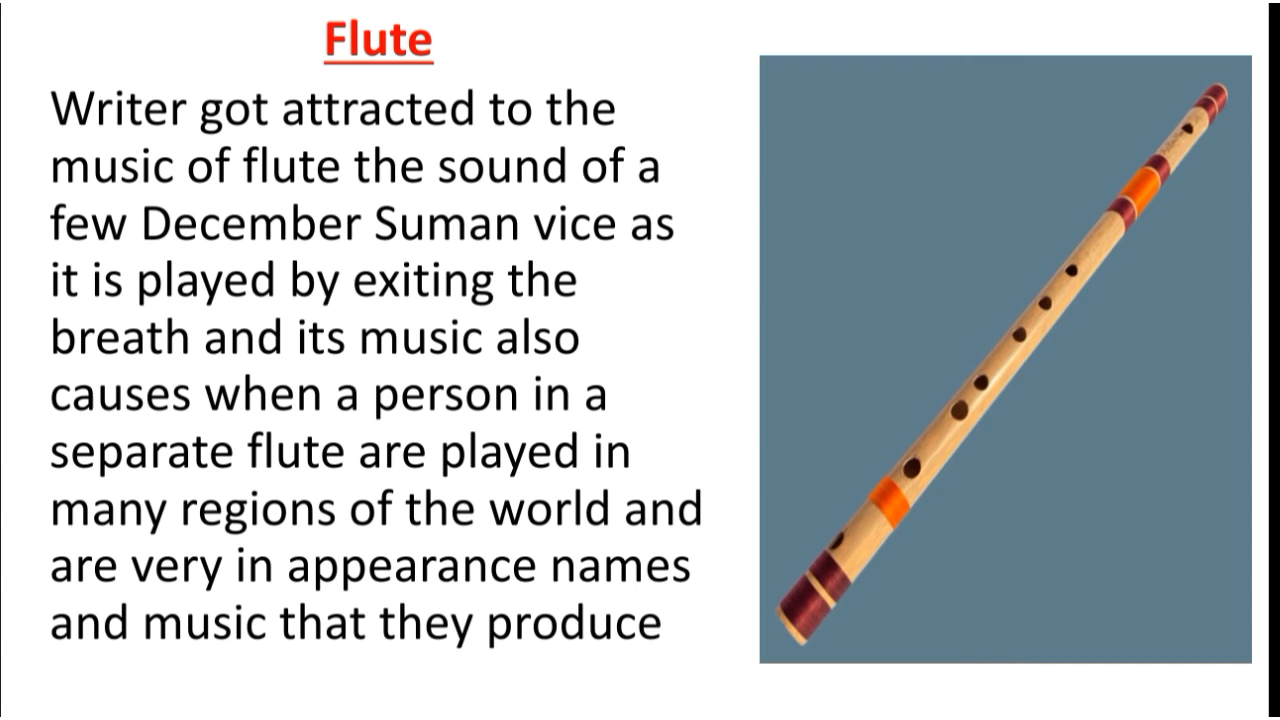 Flute
Writer got attracted to the
music of flute the sound of a
few December Suman vice as
it is played by exiting the
breath and its music also
causes when a person in a
separate flute are played in
many regions of the world and
are very in appearance names
and music that they produce